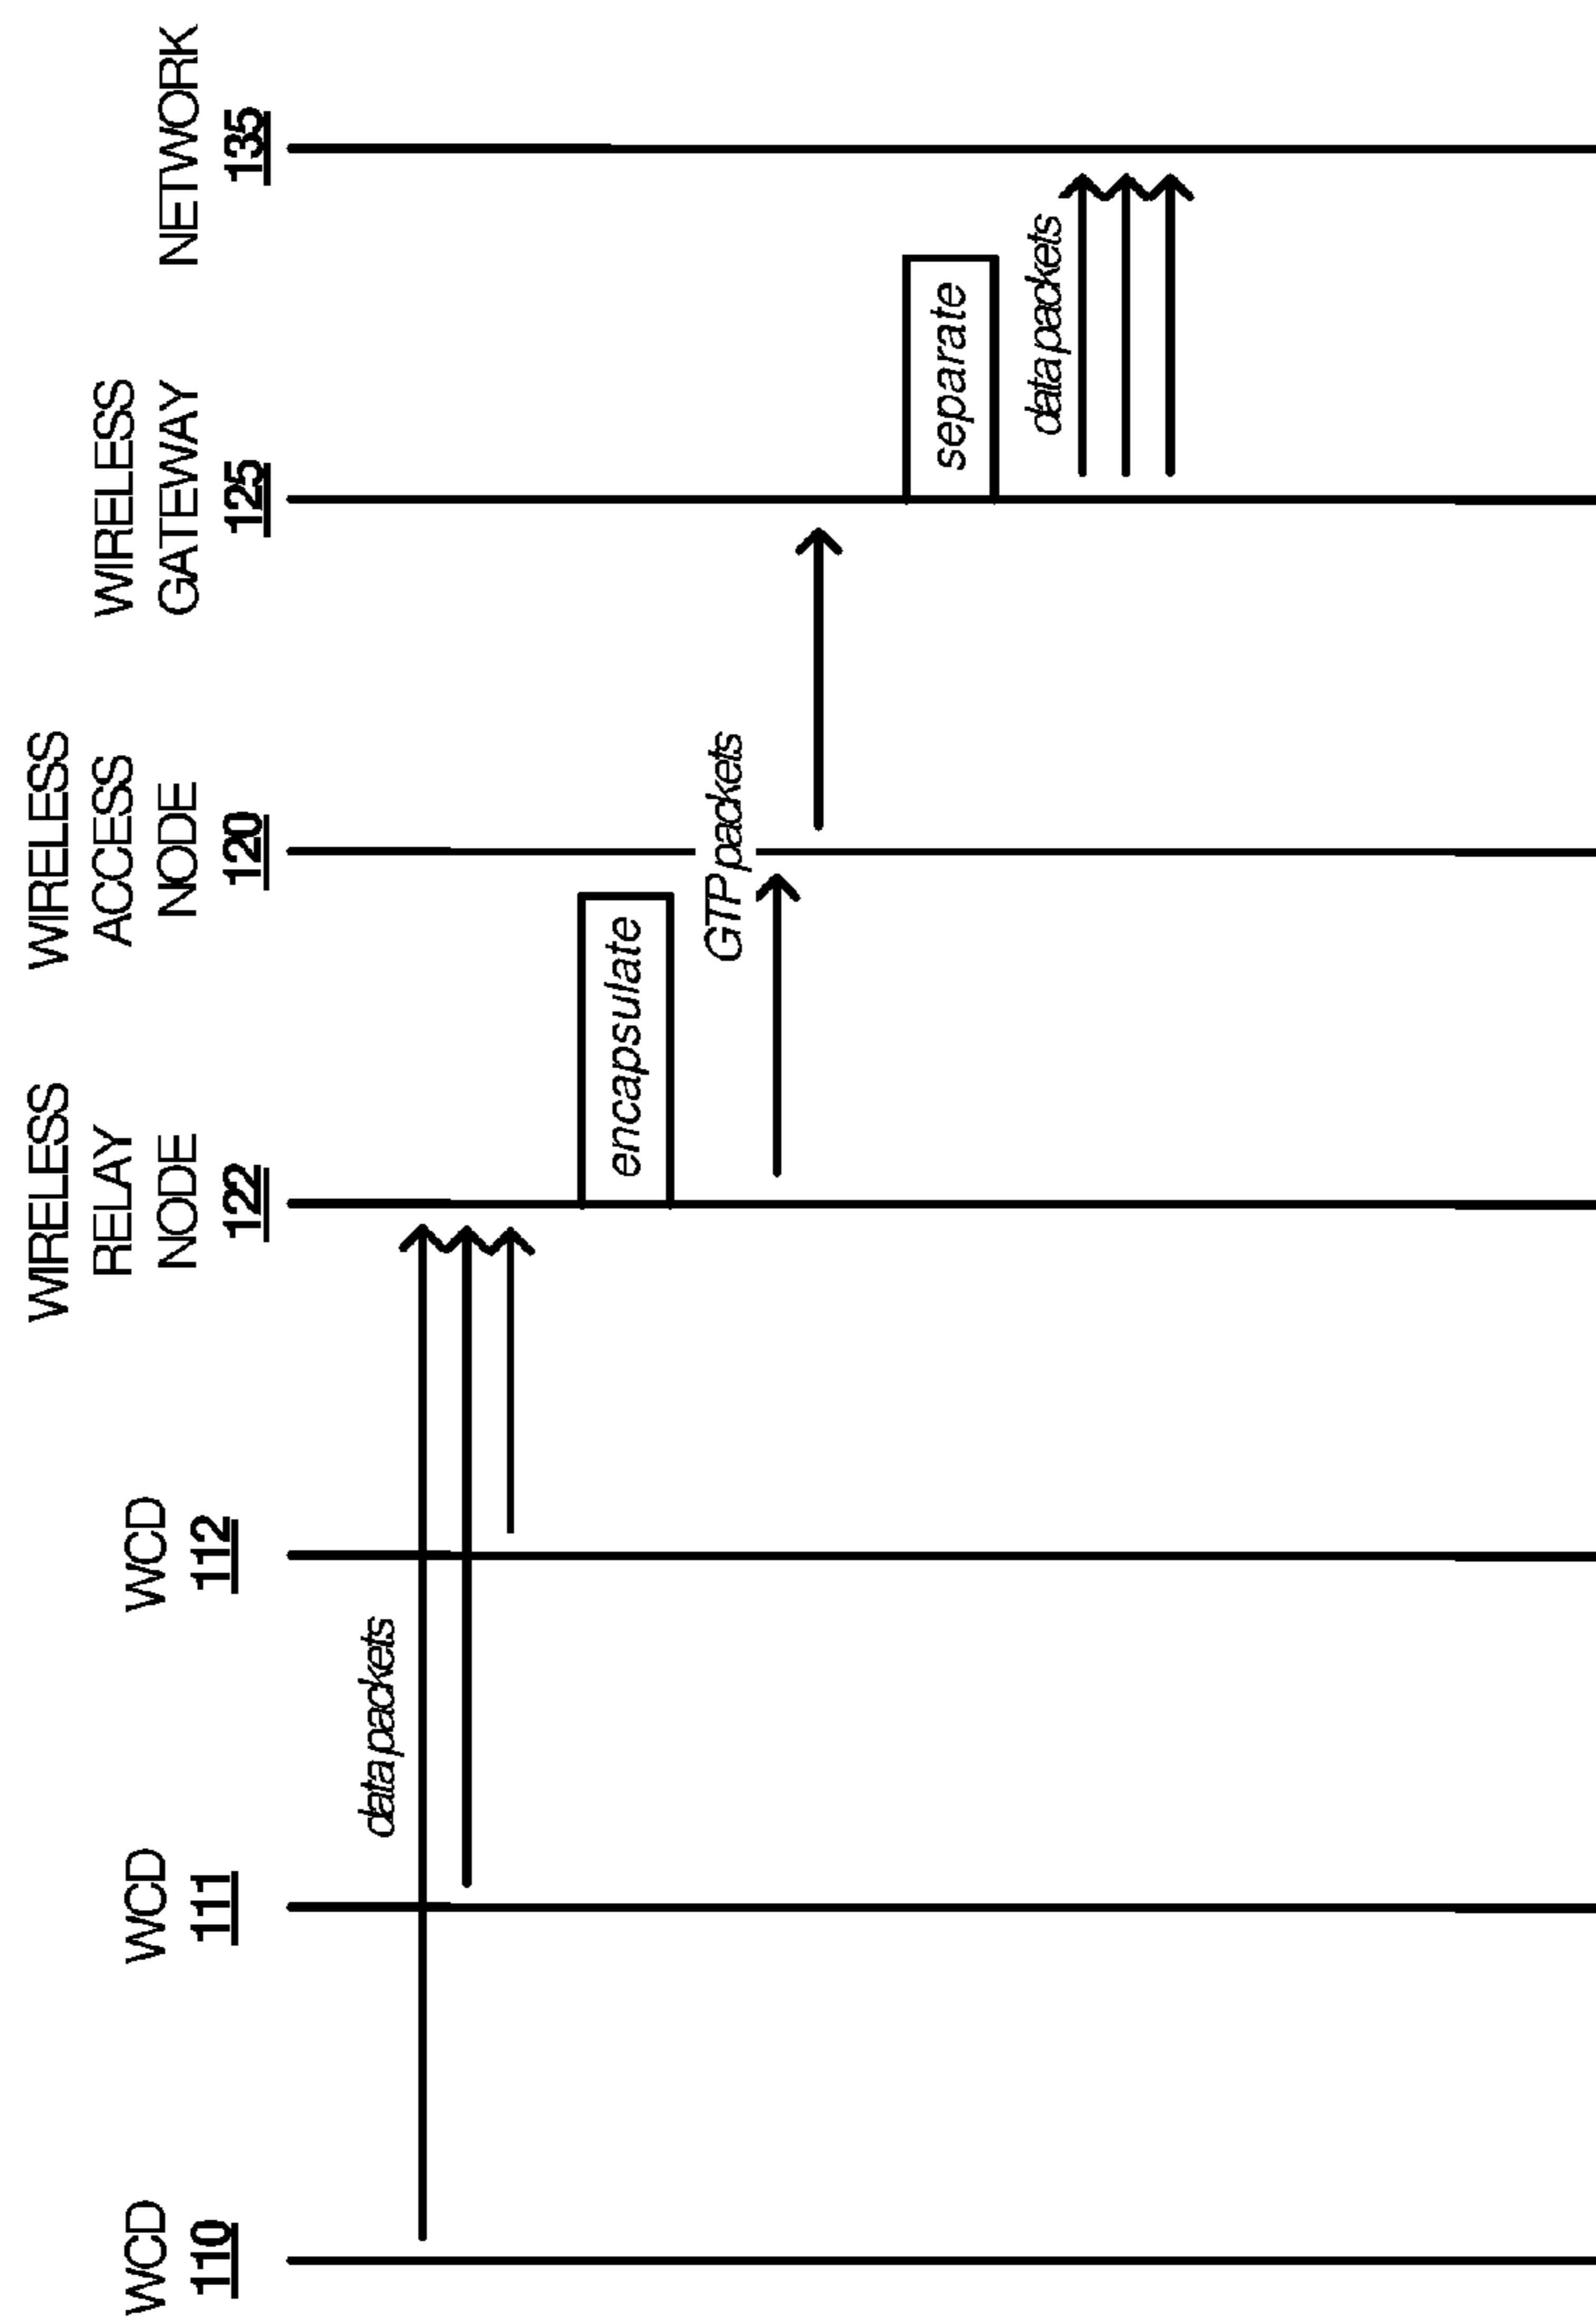 WCD
110
WCD
111
WCD
112
WIRELESS
RELAY
NODE
122
WIRELESS
ACCESS
NODE
120
WIRELESS
GATEWAY
125
NETWORK
135
data packets
encapsulate
GTP packets
separate
data packets